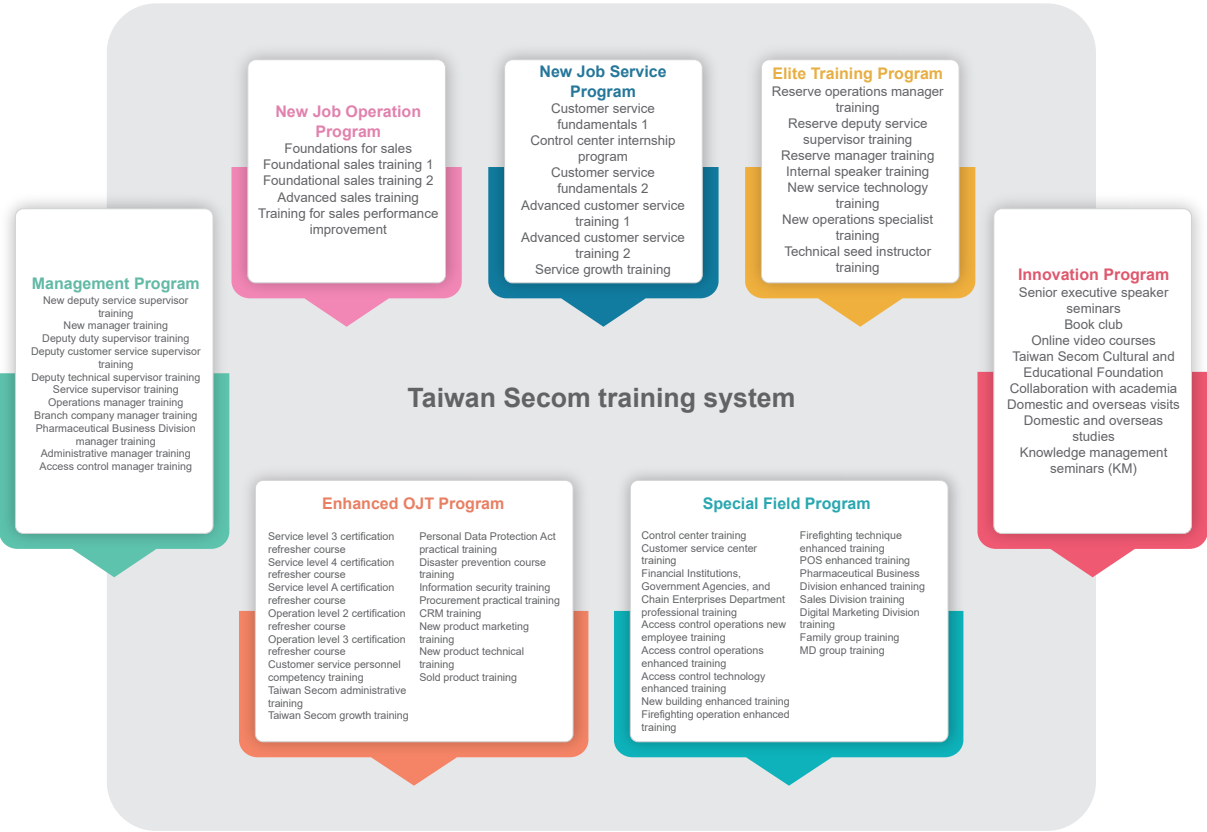 New Job Operation
Program
Foundations for sales
Foundational sales training 1
Foundational sales training 2
Advanced sales training
Training for sales performance
improvement
New Job Service
Program
Customer service
fundamentals 1
Control center internship
program
Customer service
fundamentals 2
Advanced customer service
training 1
Advanced customer service
training 2
Service growth training
Elite Training Program
Reserve operations manager
training
Reserve deputy service
supervisor training
Reserve manager training
Internal speaker training
New service technology
training
New operations specialist
training
Technical seed instructor
training
Management Program
New deputy service supervisor
training
New manager training
Deputy duty supervisor training
Deputy customer service supervisor
training
Deputy technical supervisor training
Service supervisor training
Operations manager training
Branch company manager training
Pharmaceutical Business Division
manager training
Administrative manager training
Access control manager training
Innovation Program
Senior executive speaker
seminars
Book club
Online video courses
Taiwan Secom Cultural and
Educational Foundation
Collaboration with academia
Domestic and overseas visits
Domestic and overseas
studies
Knowledge management
seminars (KM)
Taiwan Secom training system
Enhanced OJT Program
Service level 3 certification
refresher course
Service level 4 certification
refresher course
Service level A certification
refresher course
Operation level 2 certification
refresher course
Operation level 3 certification
refresher course
Customer service personnel
competency training
Taiwan Secom administrative
training
Taiwan Secom growth training
Personal Data Protection Act
practical training
Disaster prevention course
training
Information security training
Procurement practical training
CRM training
New product marketing
training
New product technical
training
Sold product training
Special Field Program
Control center training
Customer service center
training
Financial Institutions,
Government Agencies, and
Chain Enterprises Department
professional training
Access control operations new
employee training
Access control operations
enhanced training
Access control technology
enhanced training
New building enhanced training
Firefighting operation enhanced
training
Firefighting technique
enhanced training
POS enhanced training
Pharmaceutical Business
Division enhanced training
Sales Division training
Digital Marketing Division
training
Family group training
MD group training